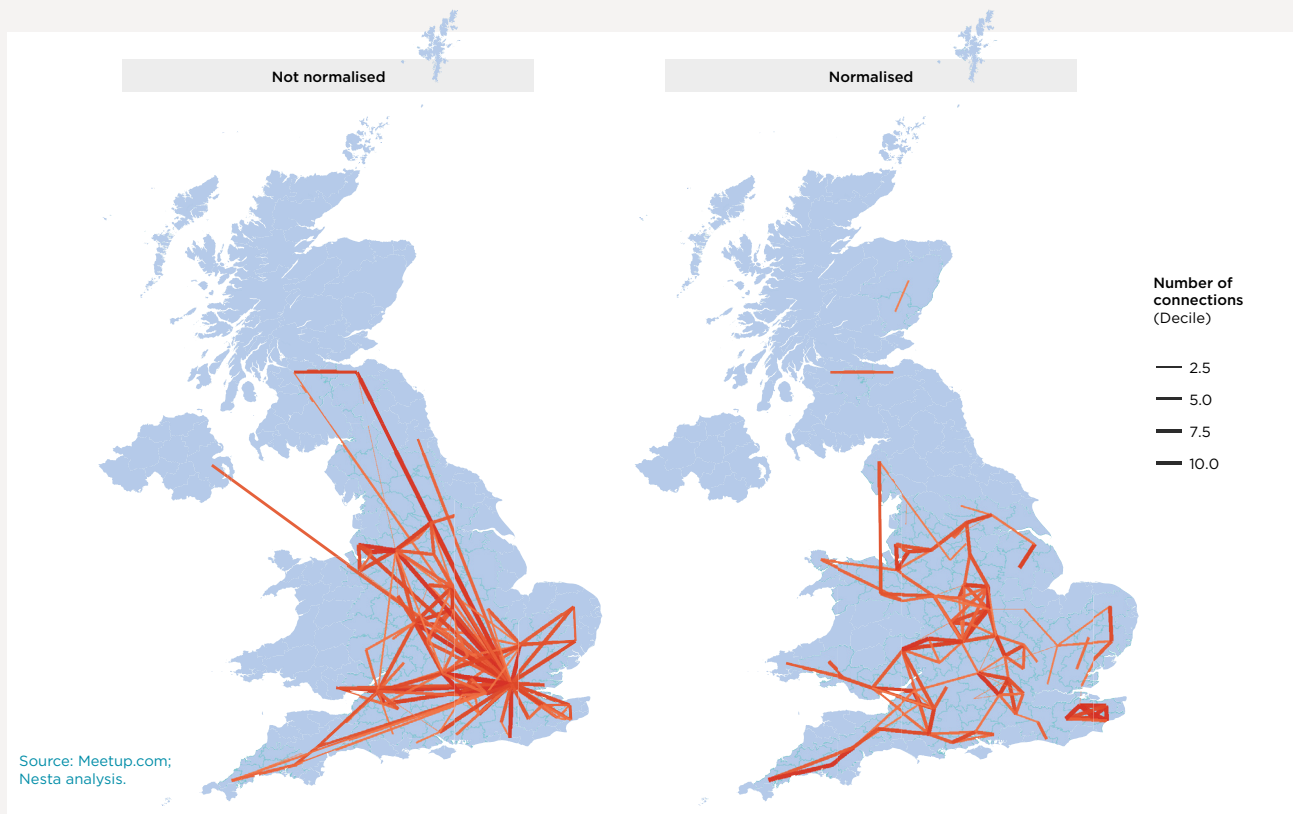 Not normalised
Normalised
Number of
connections
(Decile)
2.5
5.0
7.5
10.0
Source: Meetup.com;
Nesta analysis.